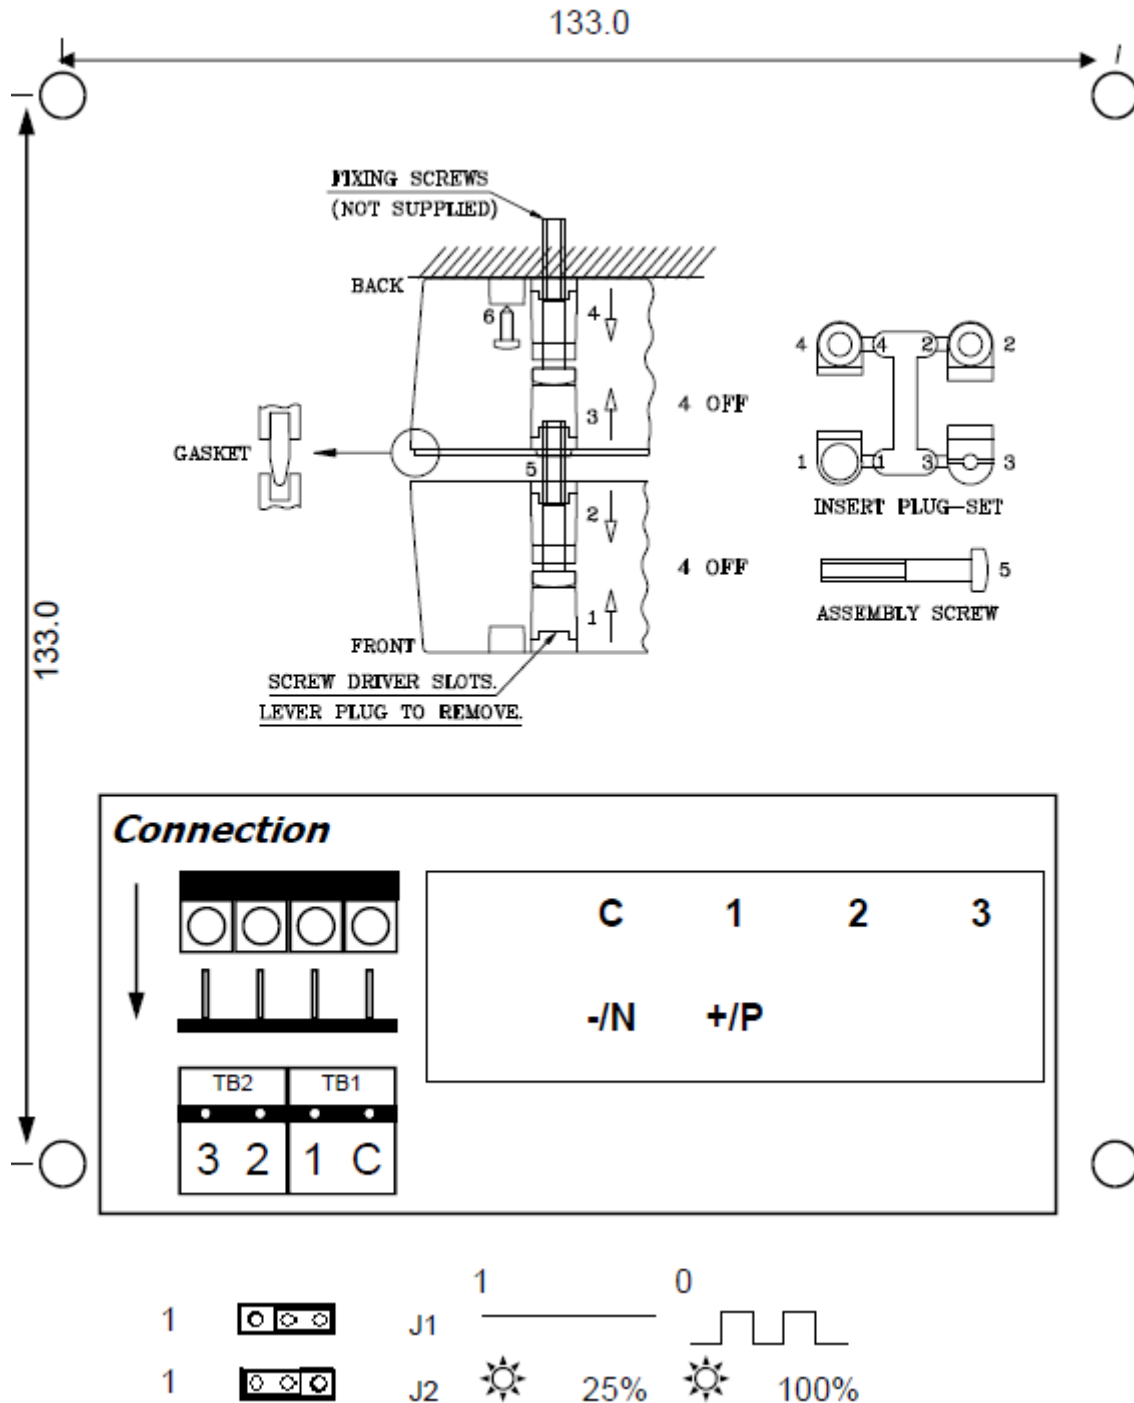 133.0
133.0
FIXING SCREWS
(NOT SUPPLIED)
BACK
6
4
3
4 OFF
GASKET
5
2
4 OFF
1
FRONT
SCREW DRIVER SLOTS.
LEVER PLUG TO REMOVE.
4 4 2 2
1 1 3 3
INSERT PLUG-SET
5
ASSEMBLY SCREW
Connection
C 1 2 3
-/N +/P
TB2 TB1
3 2 1 C
1 0
1 J1
1 J2 25% 100%